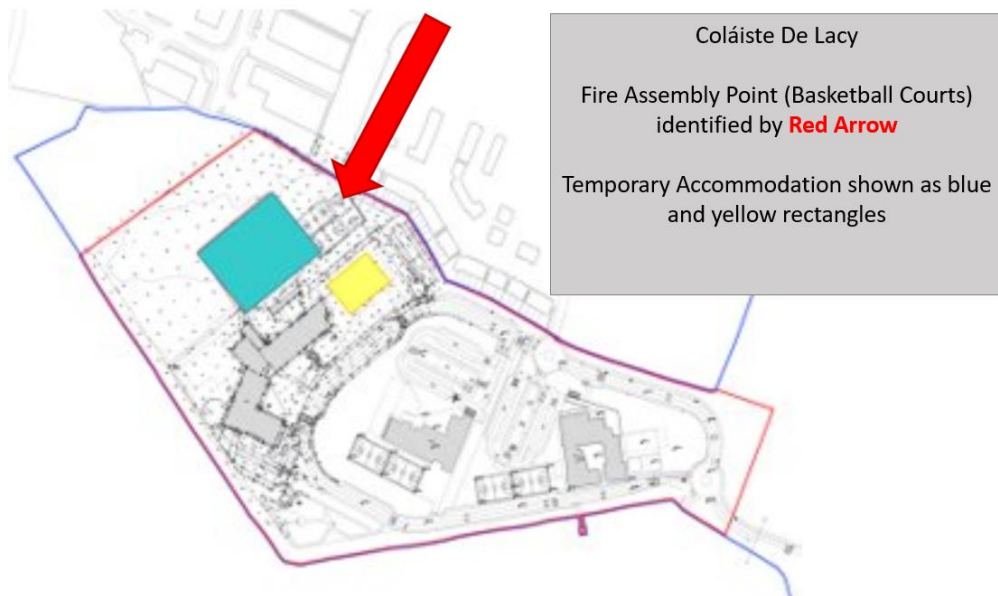 Coláiste De Lacy
Fire Assembly Point (Basketball Courts)
identified by Red Arrow
Temporary Accommodation shown as blue
and yellow rectangles